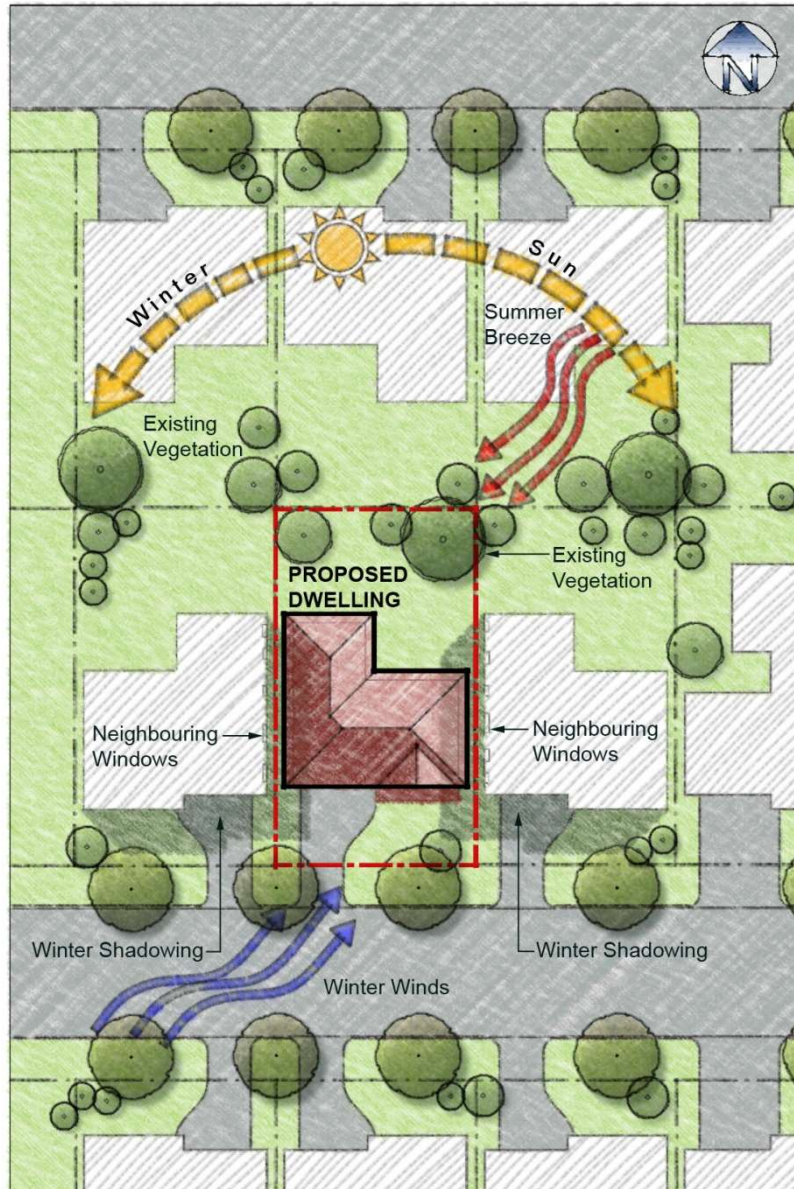 N
Winter
Sun
Summer
Breeze
Existing
Vegetation
Existing
Vegetation
PROPOSED
DWELLING
Neighbouring
Windows
Neighbouring
Windows
Winter Shadowing
Winter Shadowing
Winter Winds